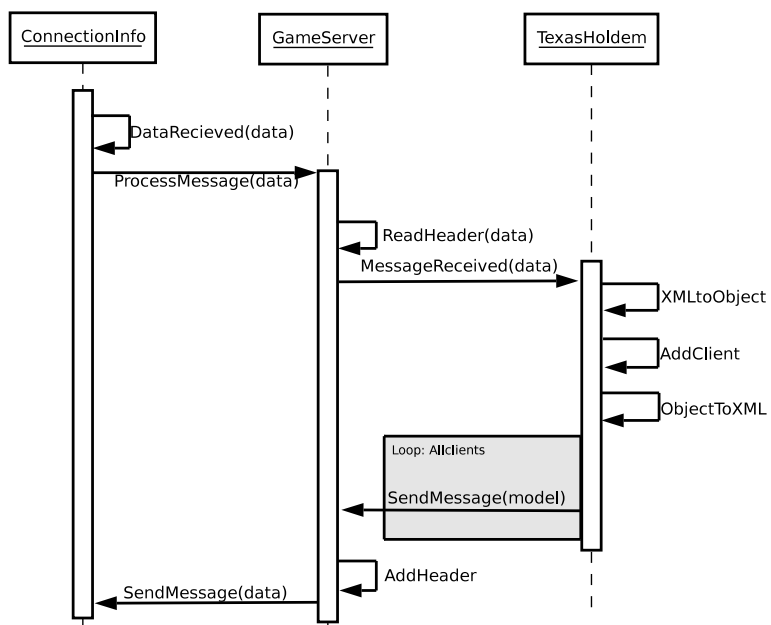 ConnectionInfo
GameServer
TexasHoldem
DataRecieved(data)
ProcessMessage(data)
ReadHeader(data)
MessageReceived(data)
XMLtoObject
AddClient
ObjectToXML
Loop: Allclients
SendMessage(model)
AddHeader
SendMessage(data)